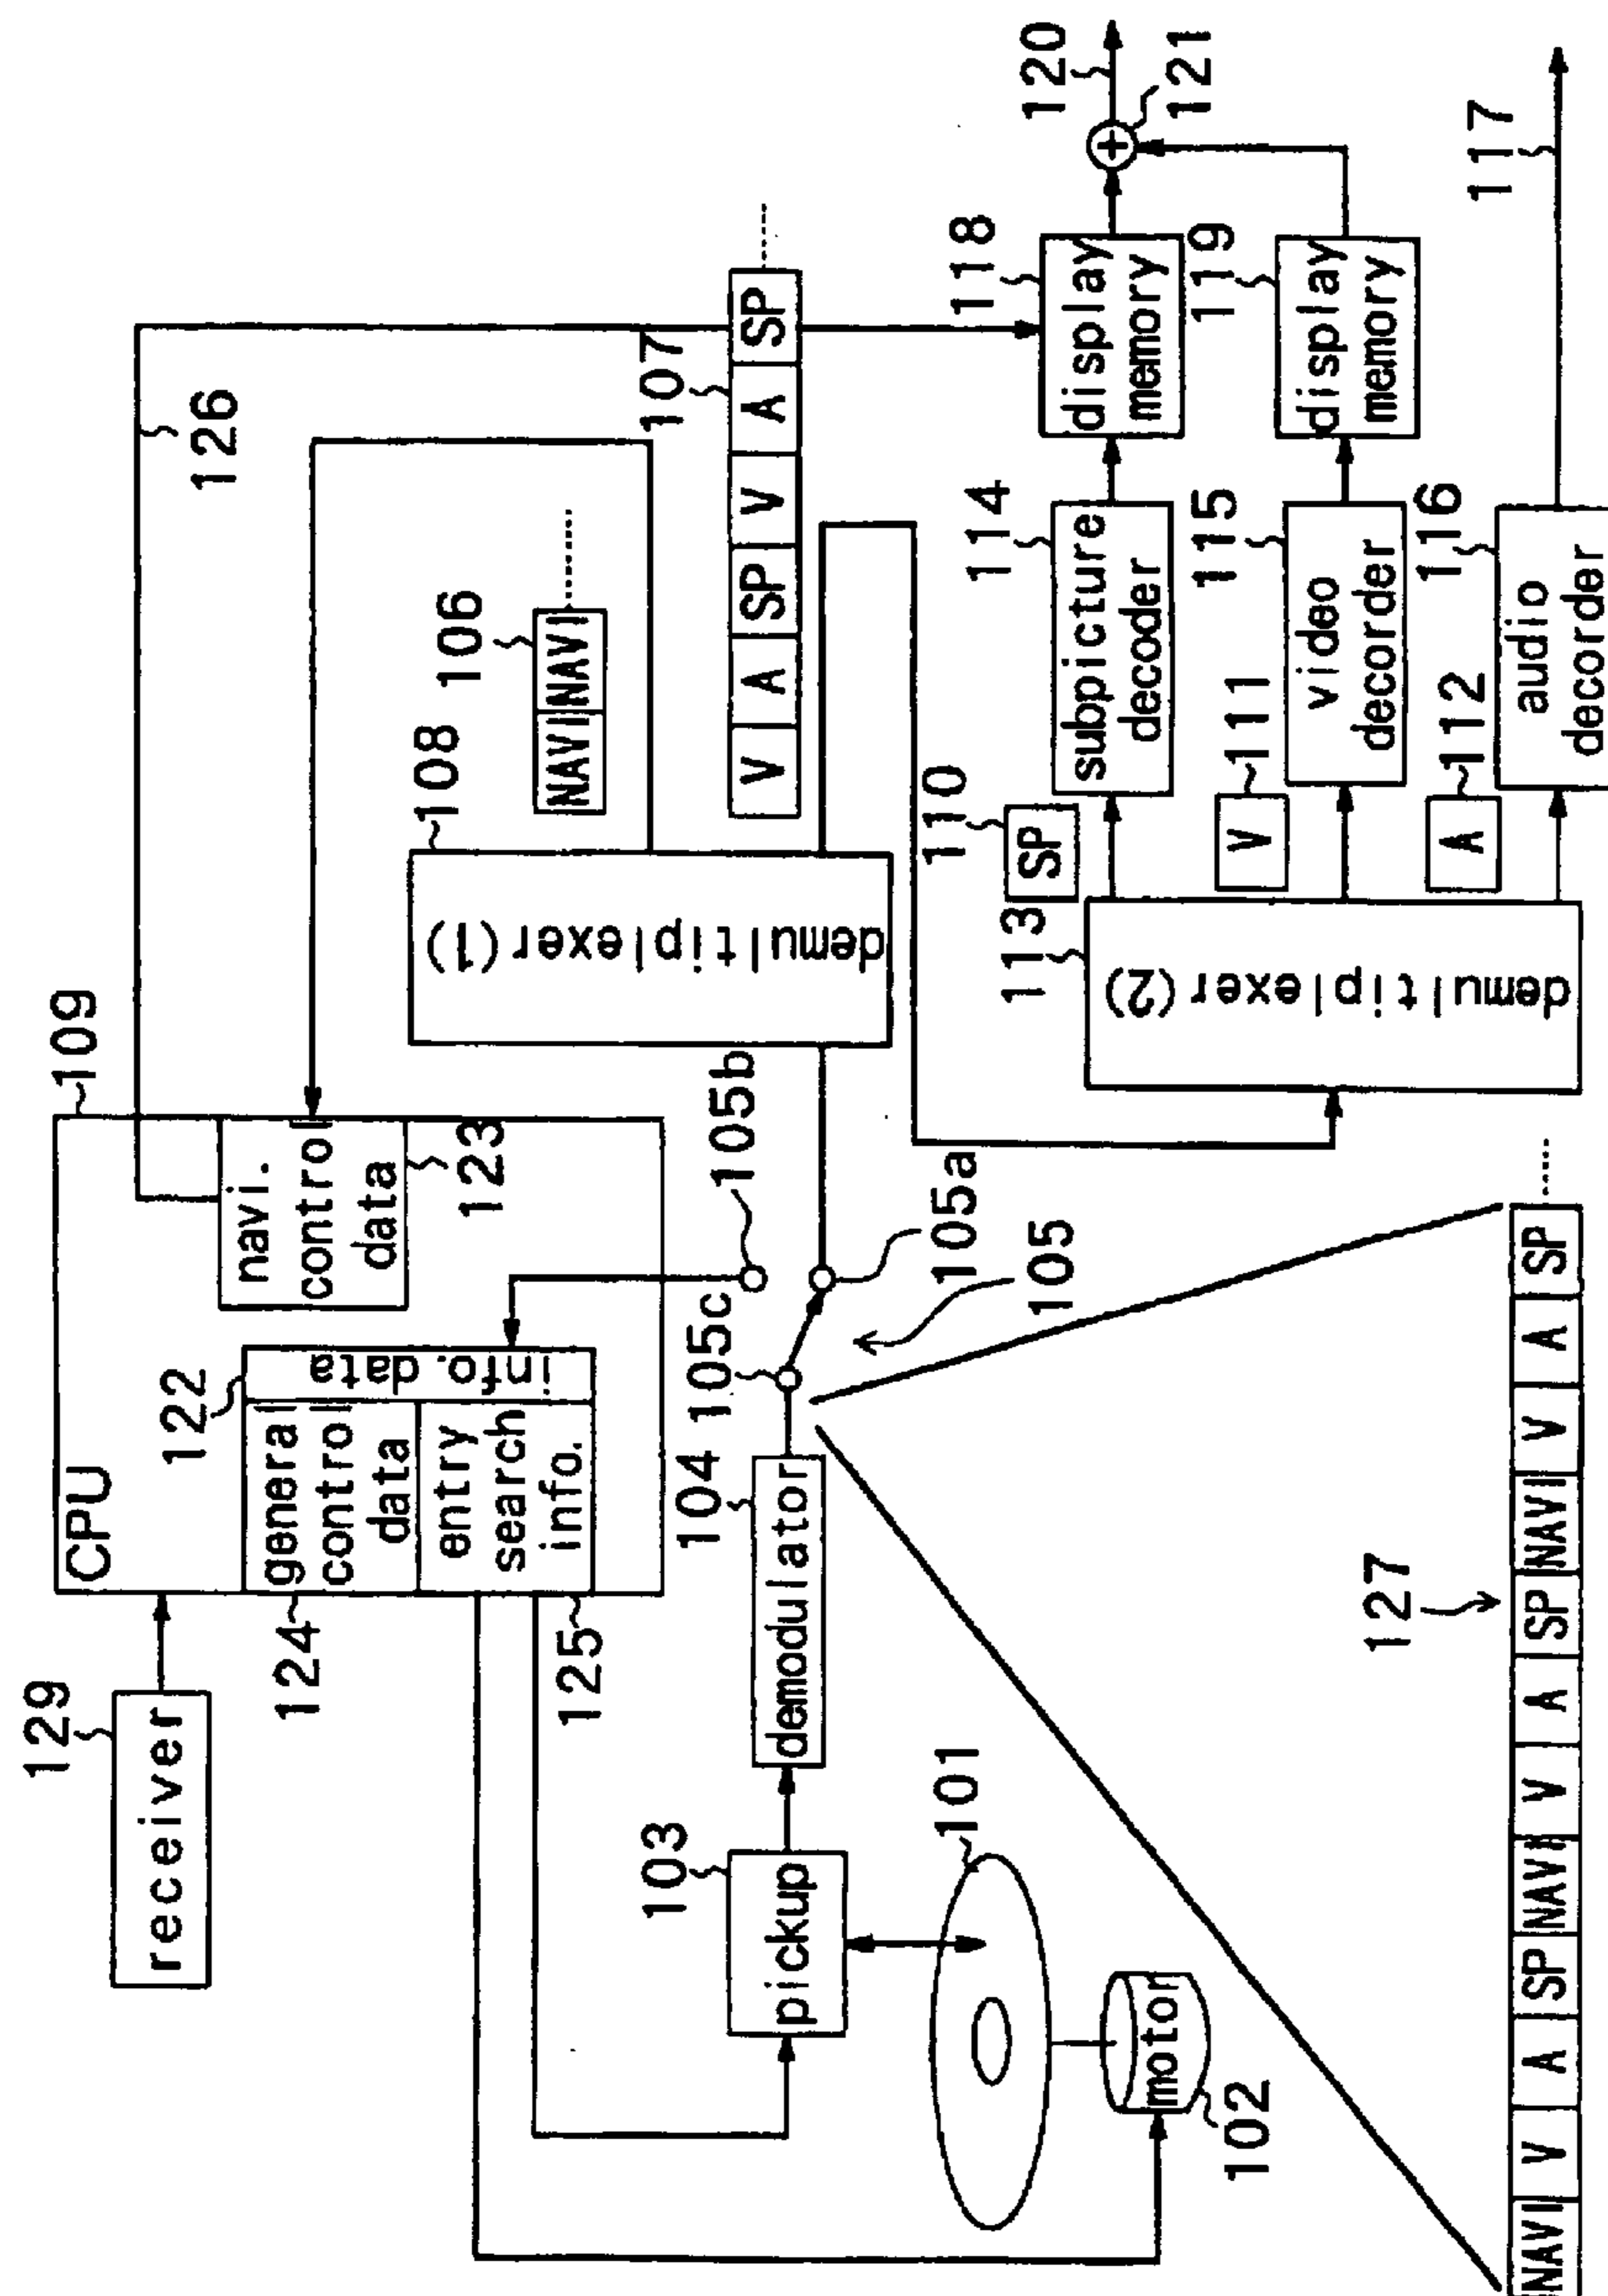 129
receiver
CPU
109
general
control
data
entry
search
info.
info. data
122
124
125
navi.
control
data
123
126
103
pickup
104
demodulator
105c
105b
105a
105
101
motor
102
108
demultiplexer (1)
106
NAVI NAVI
107
V A SP V A SP
113
demultiplexer (2)
110
SP
111
V
112
A
114
subpicture
decoder
115
video
decorder
116
audio
decorder
118
display
memory
119
display
memory
120
+
121
117
127
NAVI V A SP NAVI V A SP NAVI V A SP